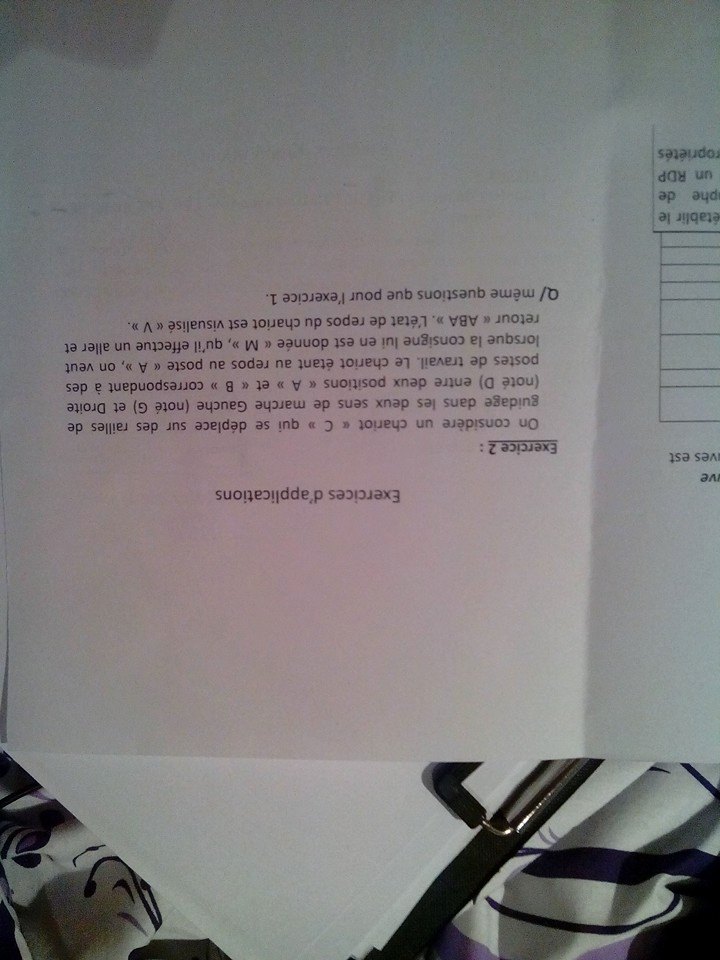 Exercices d'applications
Exercice 2 :
On considère un chariot « C » qui se déplace sur des railles de
guidage dans les deux sens de marche Gauche (noté G) et Droite
(noté D) entre deux positions « A » et « B » correspondant à des
postes de travail. Le chariot étant au repos au poste « A », on veut
lorsque la consigne lui en est donnée « M », qu'il effectue un aller et
retour « ABA ». L'état de repos du chariot est visualisé « V ».
Q/ même questions que pour l'exercice 1.
uve
uves est
établir le
phe de
un RDP
ropriétés